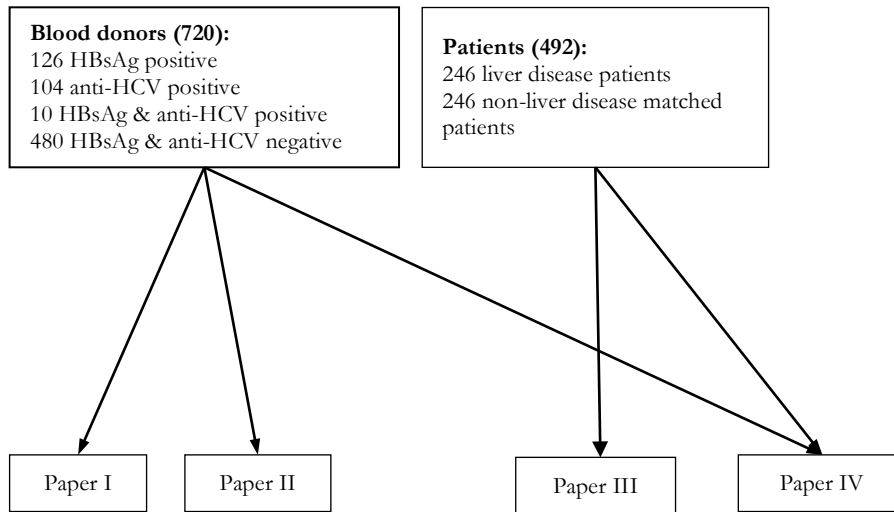 Blood donors (720):
126 HBsAg positive
104 anti-HCV positive
10 HBsAg & anti-HCV positive
480 HBsAg & anti-HCV negative
Patients (492):
246 liver disease patients
246 non-liver disease matched
patients
Paper I
Paper II
Paper III
Paper IV